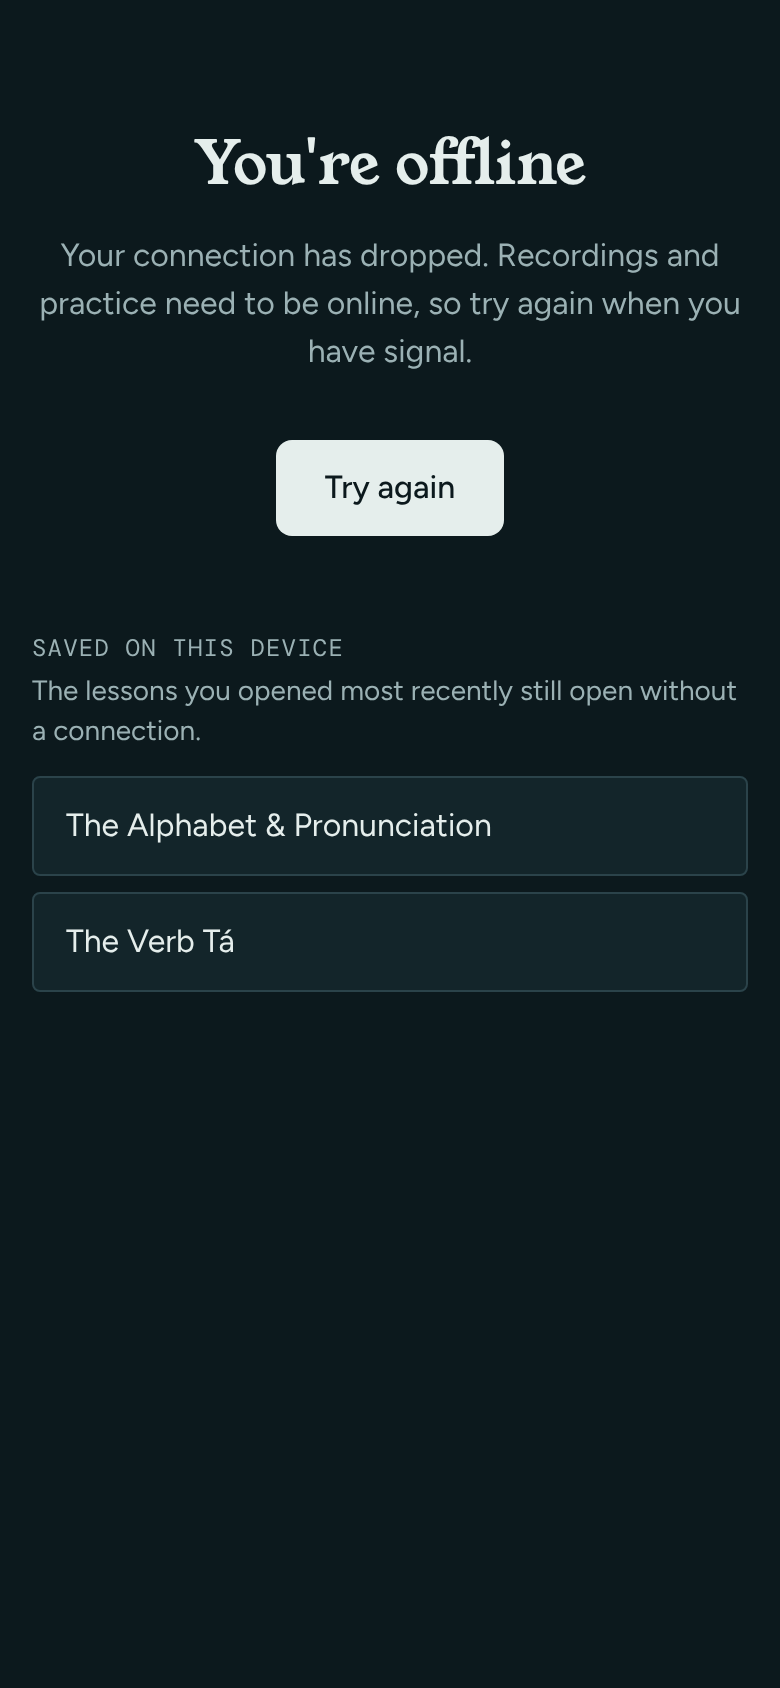 You're offline
Your connection has dropped. Recordings and
practice need to be online, so try again when you
have signal.
Try again
SAVED ON THIS DEVICE
The lessons you opened most recently still open without
a connection.
The Alphabet & Pronunciation
The Verb Tá